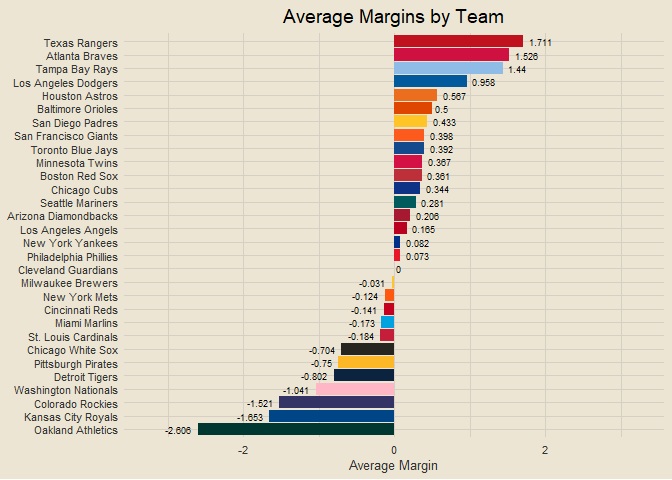 Average Margins by Team
Texas Rangers 1.711
Atlanta Braves 1.526
Tampa Bay Rays 1.44
Los Angeles Dodgers 0.958
Houston Astros 0.567
Baltimore Orioles 0.5
San Diego Padres 0.433
San Francisco Giants 0.398
Toronto Blue Jays 0.392
Minnesota Twins 0.367
Boston Red Sox 0.361
Chicago Cubs 0.344
Seattle Mariners 0.281
Arizona Diamondbacks 0.206
Los Angeles Angels 0.165
New York Yankees 0.082
Philadelphia Phillies 0.073
Cleveland Guardians 0
Milwaukee Brewers -0.031
New York Mets -0.124
Cincinnati Reds -0.141
Miami Marlins -0.173
St. Louis Cardinals -0.184
Chicago White Sox -0.704
Pittsburgh Pirates -0.75
Detroit Tigers -0.802
Washington Nationals -1.041
Colorado Rockies -1.521
Kansas City Royals -1.653
Oakland Athletics -2.606
-2 0 2
Average Margin